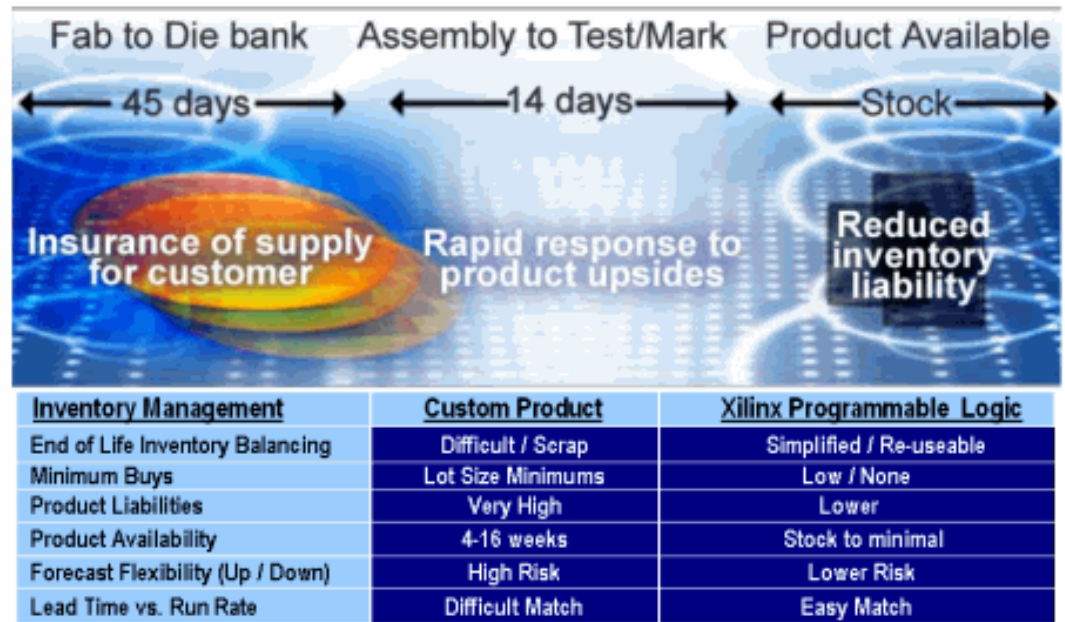 Fab to Die bank Assembly to Test/Mark Product Available
45 days 14 days Stock
Insurance of supply
for customer
Rapid response to
product upsides
Reduced
inventory
liability
Inventory Management Custom Product Xilinx Programmable Logic
End of Life Inventory Balancing Difficult / Scrap Simplified / Re-useable
Minimum Buys Lot Size Minimums Low / None
Product Liabilities Very High Lower
Product Availability 4-16 weeks Stock to minimal
Forecast Flexibility (Up / Down) High Risk Lower Risk
Lead Time vs. Run Rate Difficult Match Easy Match